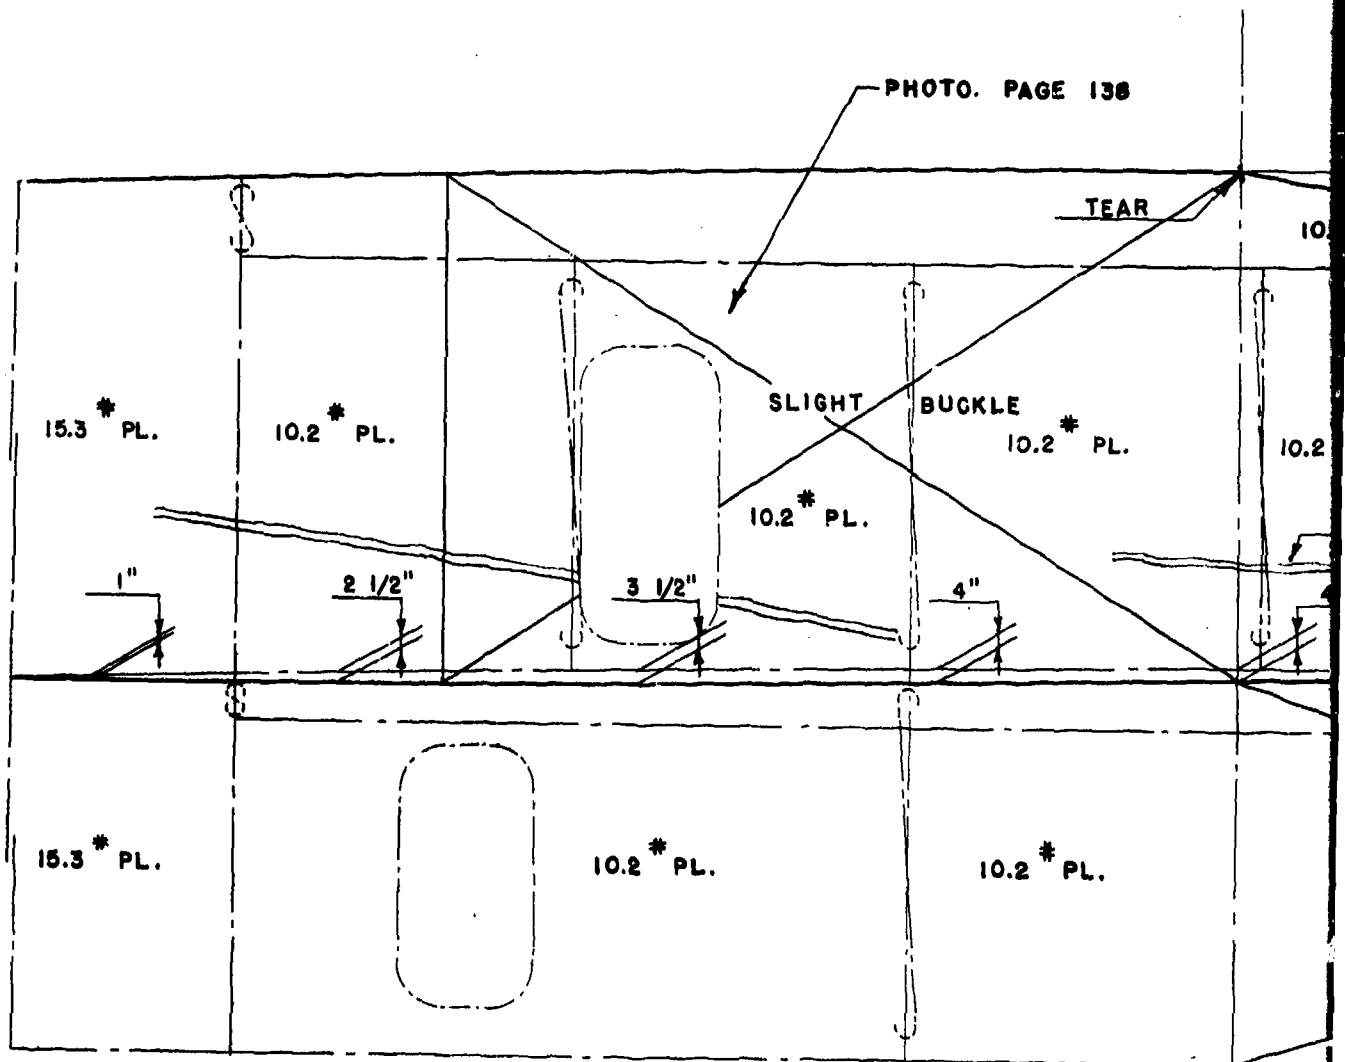 PHOTO. PAGE 138
TEAR
10.
SLIGHT BUCKLE
15.3 # PL.
10.2 # PL.
10.2 # PL.
10.2
10.2 # PL.
1"
2 1/2"
3 1/2"
4"
15.3 # PL.
10.2 # PL.
10.2 # PL.